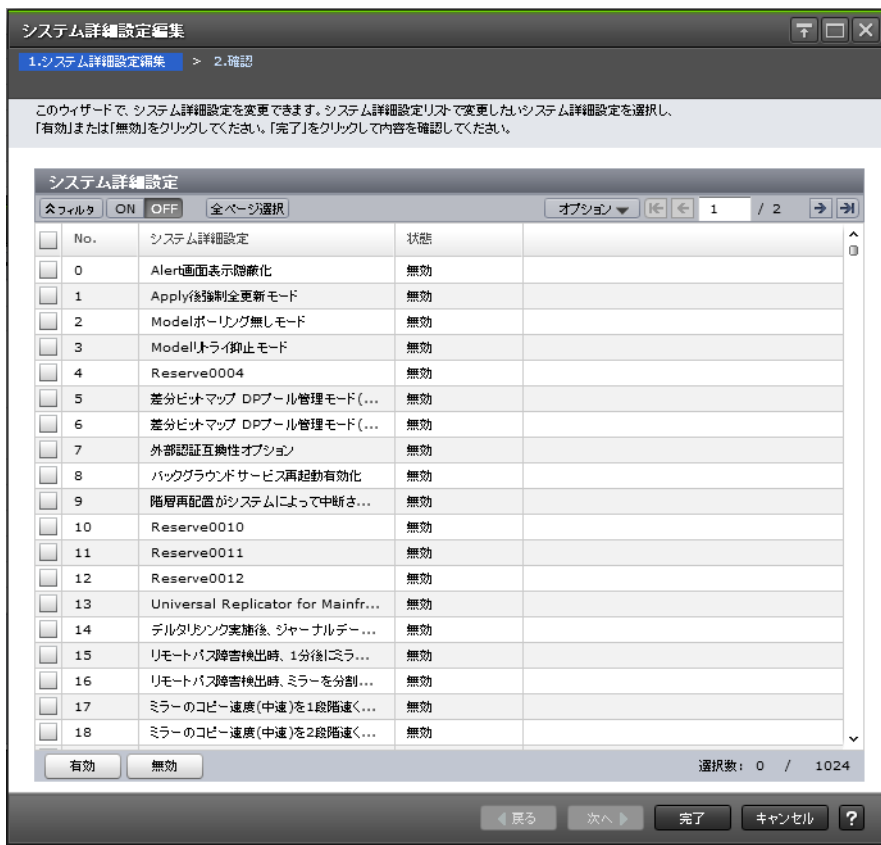 システム詳細設定編集
1.システム詳細設定編集 > 2.確認
このウィザードで、システム詳細設定を変更できます。システム詳細設定リストで変更したいシステム詳細設定を選択し、
「有効」または「無効」をクリックしてください。「完了」をクリックして内容を確認してください。
システム詳細設定
フィルタ ON OFF 全ページ選択 オプション 1 / 2
No. システム詳細設定 状態
0 Alert画面表示隠蔽化 無効
1 Apply後強制全更新モード 無効
2 Modelポーリング無しモード 無効
3 Modelリトライ抑止モード 無効
4 Reserve0004 無効
5 差分ビットマップ DPプール管理モード(... 無効
6 差分ビットマップ DPプール管理モード(... 無効
7 外部認証互換性オプション 無効
8 バックグラウンドサービス再起動有効化 無効
9 階層再配置がシステムによって中断さ... 無効
10 Reserve0010 無効
11 Reserve0011 無効
12 Reserve0012 無効
13 Universal Replicator for Mainfr... 無効
14 デルタリシンク実施後、ジャーナルデー... 無効
15 リモートパス障害検出時、1分後にミラ... 無効
16 リモートパス障害検出時、ミラーを分割... 無効
17 ミラーのコピー速度(中速)を1段階速く... 無効
18 ミラーのコピー速度(中速)を2段階速く... 無効
有効 無効 選択数: 0 / 1024
戻る 次へ 完了 キャンセル ?